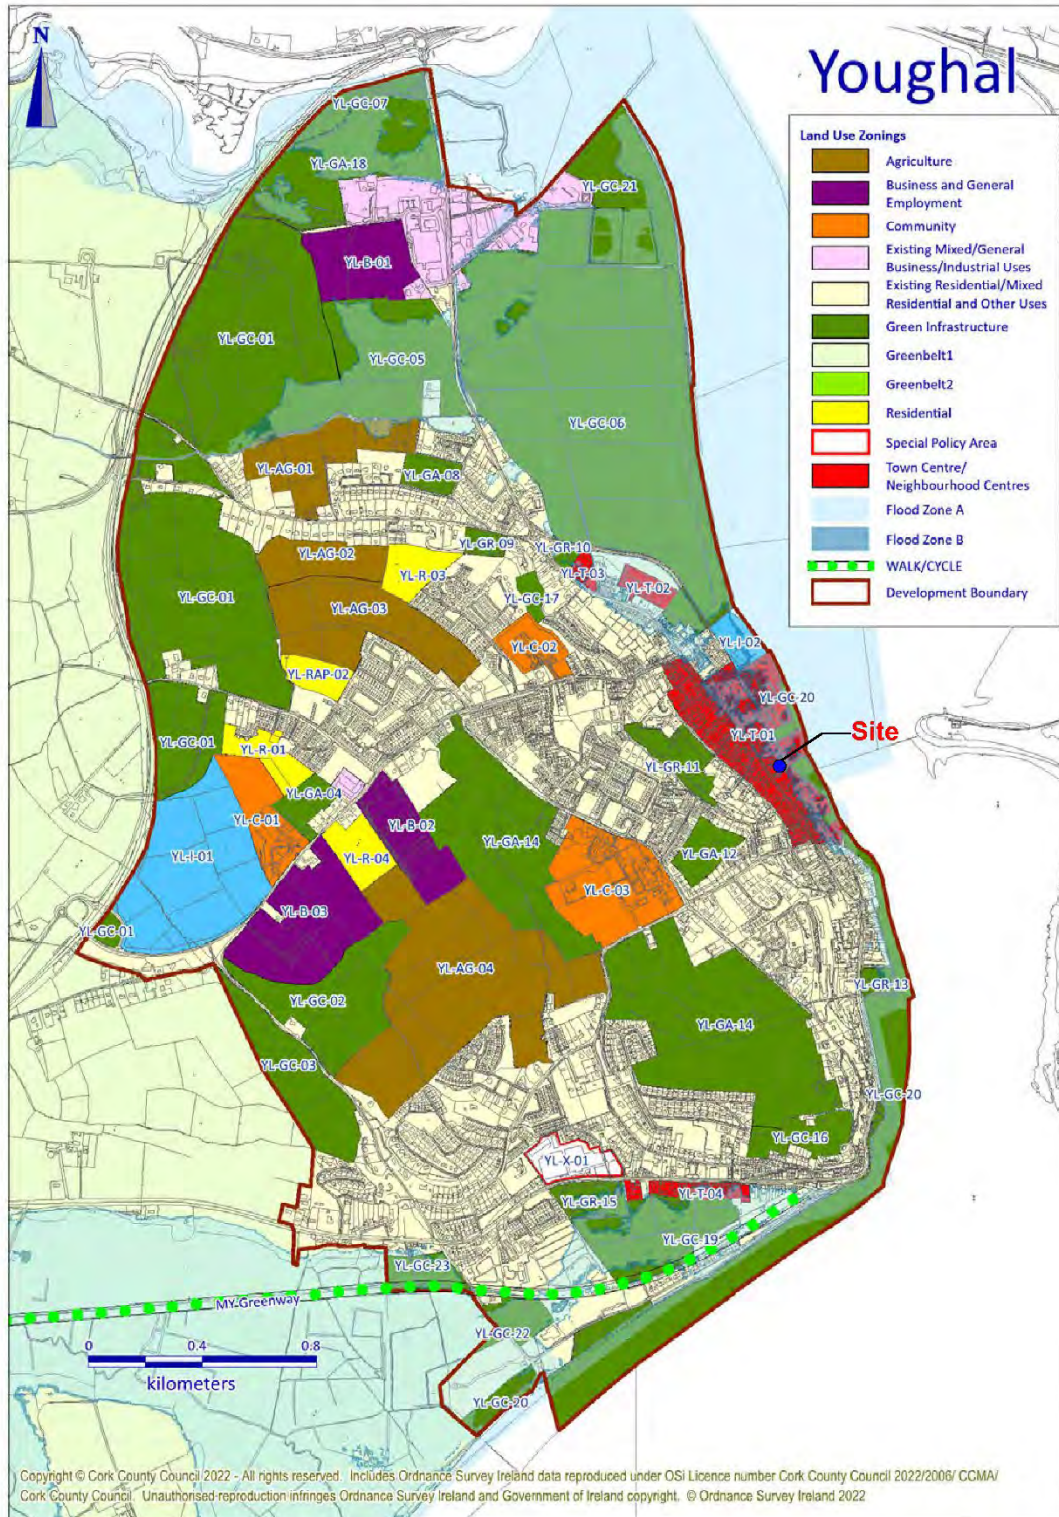 N
Youghal
Land Use Zonings
Agriculture
Business and General
Employment
Community
Existing Mixed/General
Business/Industrial Uses
Existing Residential/Mixed
Residential and Other Uses
Green Infrastructure
Greenbelt1
Greenbelt2
Residential
Special Policy Area
Town Centre/
Neighbourhood Centres
Flood Zone A
Flood Zone B
WALK/CYCLE
Development Boundary
YL-GC-07
YL-GA-18
YL-GC-21
YL-B-01
YL-GC-01
YL-GC-05
YL-GC-06
YL-AG-01
YL-GA-08
YL-GR-09
YL-GR-10
YL-AG-02
YL-R-03
YL-T-03
YL-T-02
YL-GC-01
YL-AG-03
YL-GC-17
YL-C-02
YL-I-02
YL-RAP-02
YL-GC-20
YL-T-01
Site
YL-GC-01
YL-R-01
YL-GR-11
YL-GA-04
YL-C-01
YL-B-02
YL-GA-14
YL-I-01
YL-R-04
YL-GA-12
YL-C-03
YL-B-03
YL-GC-01
YL-AG-04
YL-GR-13
YL-GC-02
YL-GA-14
YL-GC-03
YL-GC-20
YL-GC-16
YL-X-01
YL-T-04
YL-GR-15
YL-GC-19
YL-GC-23
MY Greenway
YL-GC-22
0 0.4 0.8
kilometers
YL-GC-20
Copyright © Cork County Council 2022 - All rights reserved. Includes Ordnance Survey Ireland data reproduced under OSi Licence number Cork County Council 2022/2006/ CCMA/
Cork County Council. Unauthorised reproduction infringes Ordnance Survey Ireland and Government of Ireland copyright. © Ordnance Survey Ireland 2022